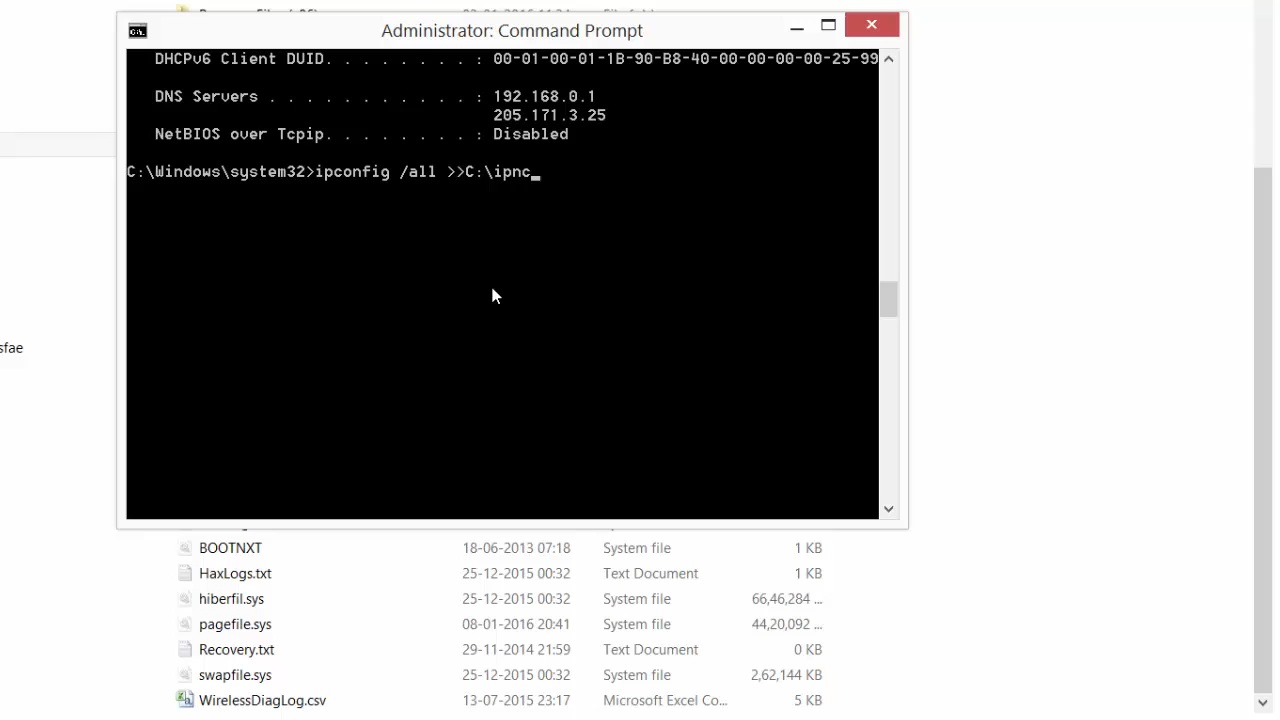 Administrator: Command Prompt
DHCPv6 Client DUID. . . . . . . . : 00-01-00-01-1B-90-B8-40-00-00-00-00-25-99
DNS Servers . . . . . . . . . . . : 192.168.0.1
205.171.3.25
NetBIOS over Tcpip. . . . . . . . : Disabled
C:\Windows\system32>ipconfig /all >>C:\ipnc_
sfae
BOOTNXT 18-06-2013 07:18 System file 1 KB
HaxLogs.txt 25-12-2015 00:32 Text Document 1 KB
hiberfil.sys 25-12-2015 00:32 System file 66,46,284 ...
pagefile.sys 08-01-2016 20:41 System file 44,20,092 ...
Recovery.txt 29-11-2014 21:59 Text Document 0 KB
swapfile.sys 25-12-2015 00:32 System file 2,62,144 KB
WirelessDiagLog.csv 13-07-2015 23:17 Microsoft Excel Co... 5 KB